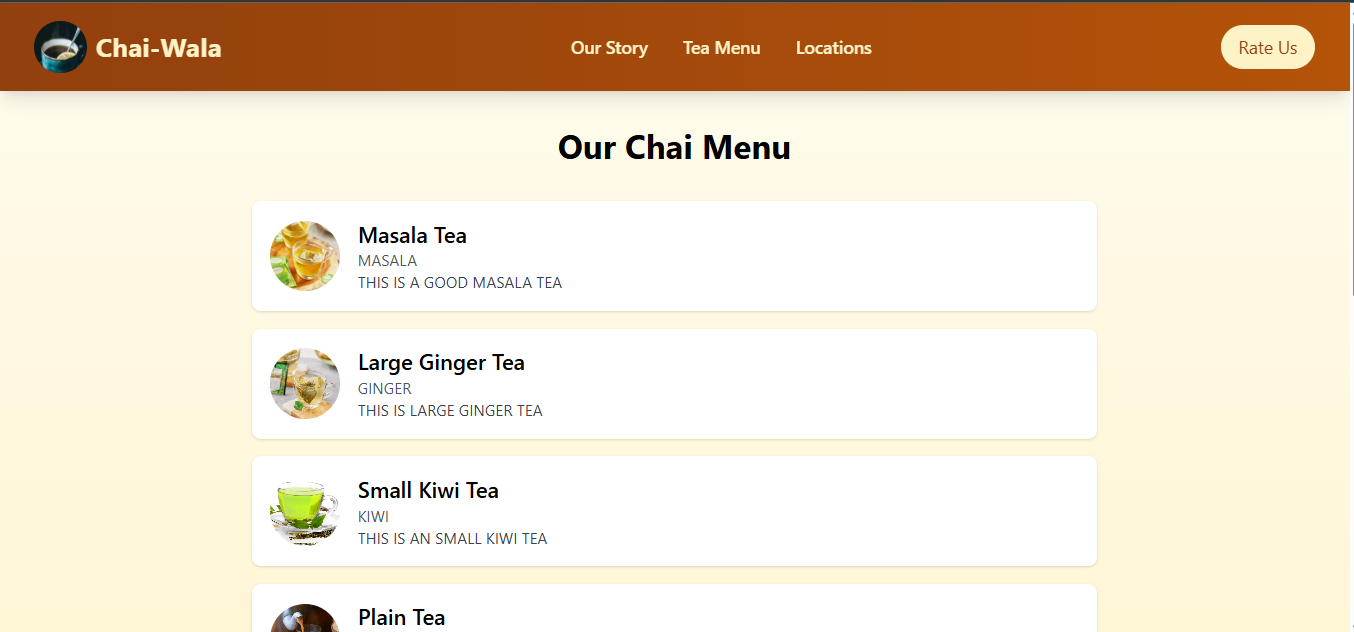 Chai-Wala
Our Story
Tea Menu
Locations
Rate Us
Our Chai Menu
Masala Tea
MASALA
THIS IS A GOOD MASALA TEA
Large Ginger Tea
GINGER
THIS IS LARGE GINGER TEA
Small Kiwi Tea
KIWI
THIS IS AN SMALL KIWI TEA
Plain Tea